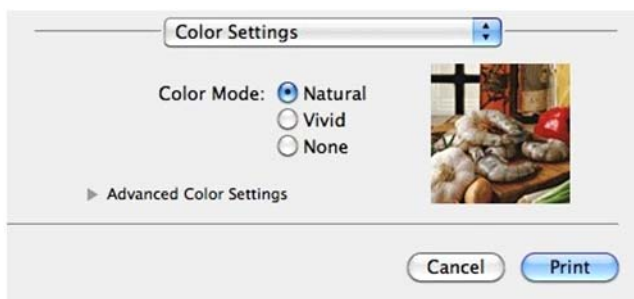 Color Settings
Color Mode: Natural
Vivid
None
Advanced Color Settings
Cancel Print